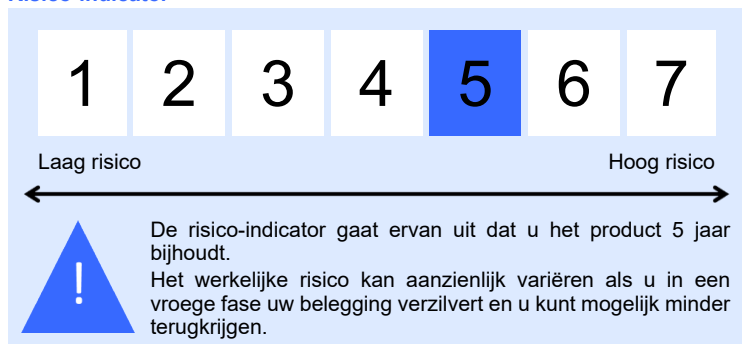 1 2 3 4 5 6 7
Laag risico Hoog risico
!
De risico-indicator gaat ervan uit dat u het product 5 jaar
bijhoudt.
Het werkelijke risico kan aanzienlijk variëren als u in een
vroege fase uw belegging verzilvert en u kunt mogelijk minder
terugkrijgen.